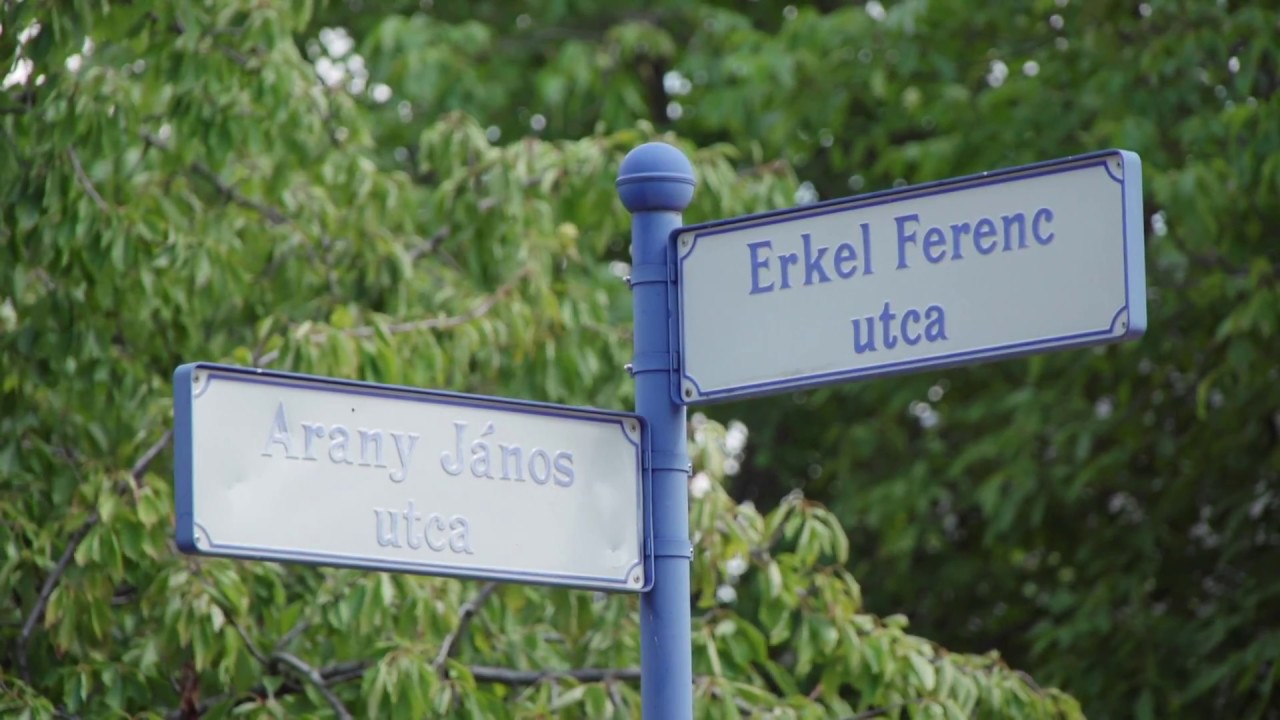 Erkel Ferenc
utca
Arany János
utca